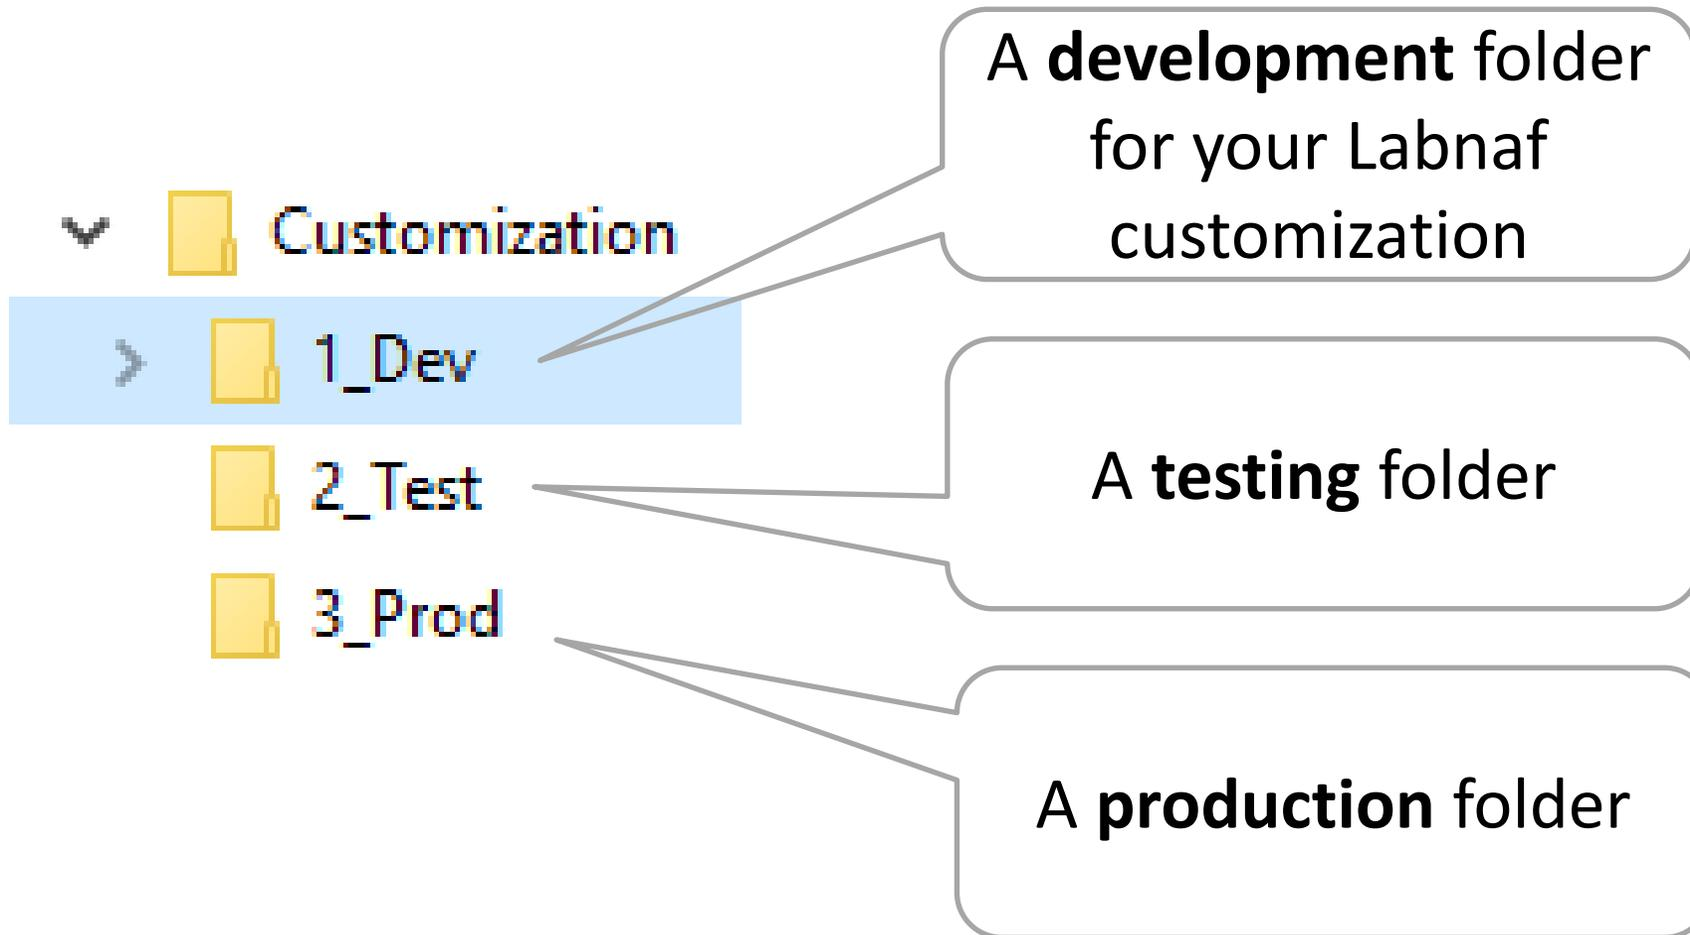 Customization
1_Dev
2_Test
3_Prod
A development folder
for your Labnaf
customization
A testing folder
A production folder